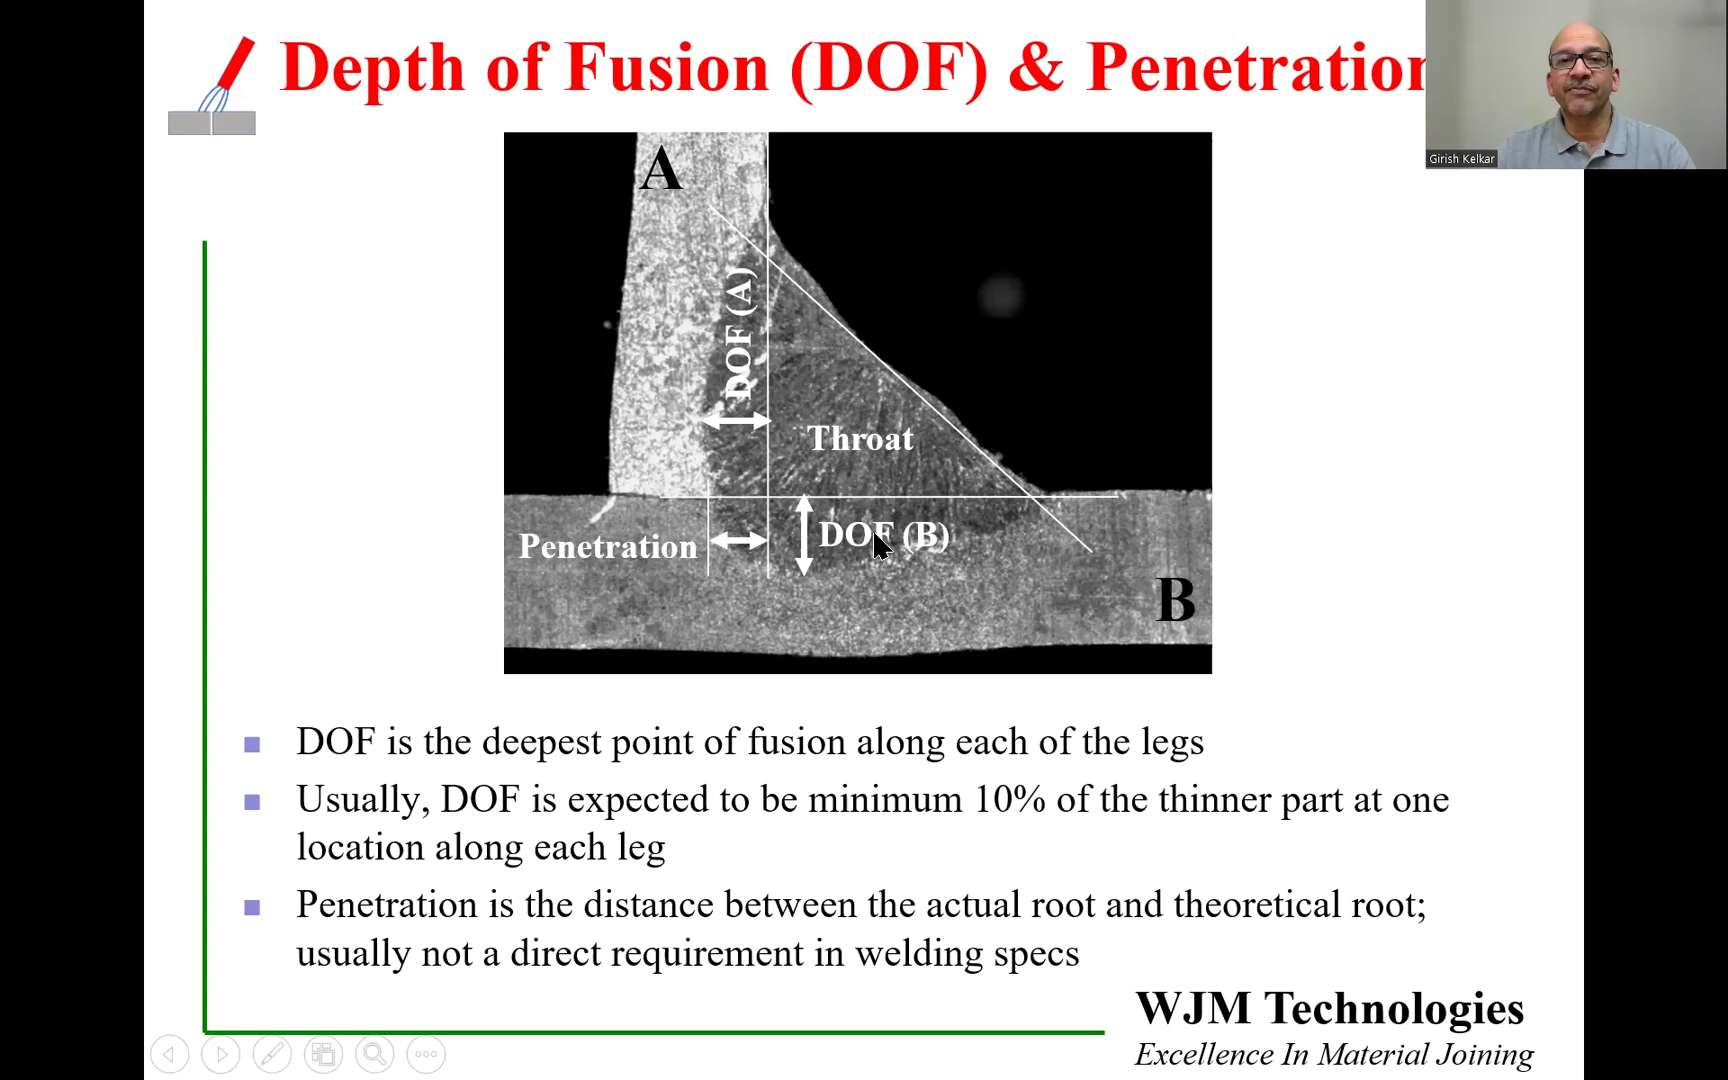 Depth of Fusion (DOF) & Penetration
Girish Kelkar
A
DOF (A)
Throat
Penetration
DOF (B)
B
DOF is the deepest point of fusion along each of the legs
Usually, DOF is expected to be minimum 10% of the thinner part at one
location along each leg
Penetration is the distance between the actual root and theoretical root;
usually not a direct requirement in welding specs
WJM Technologies
Excellence In Material Joining